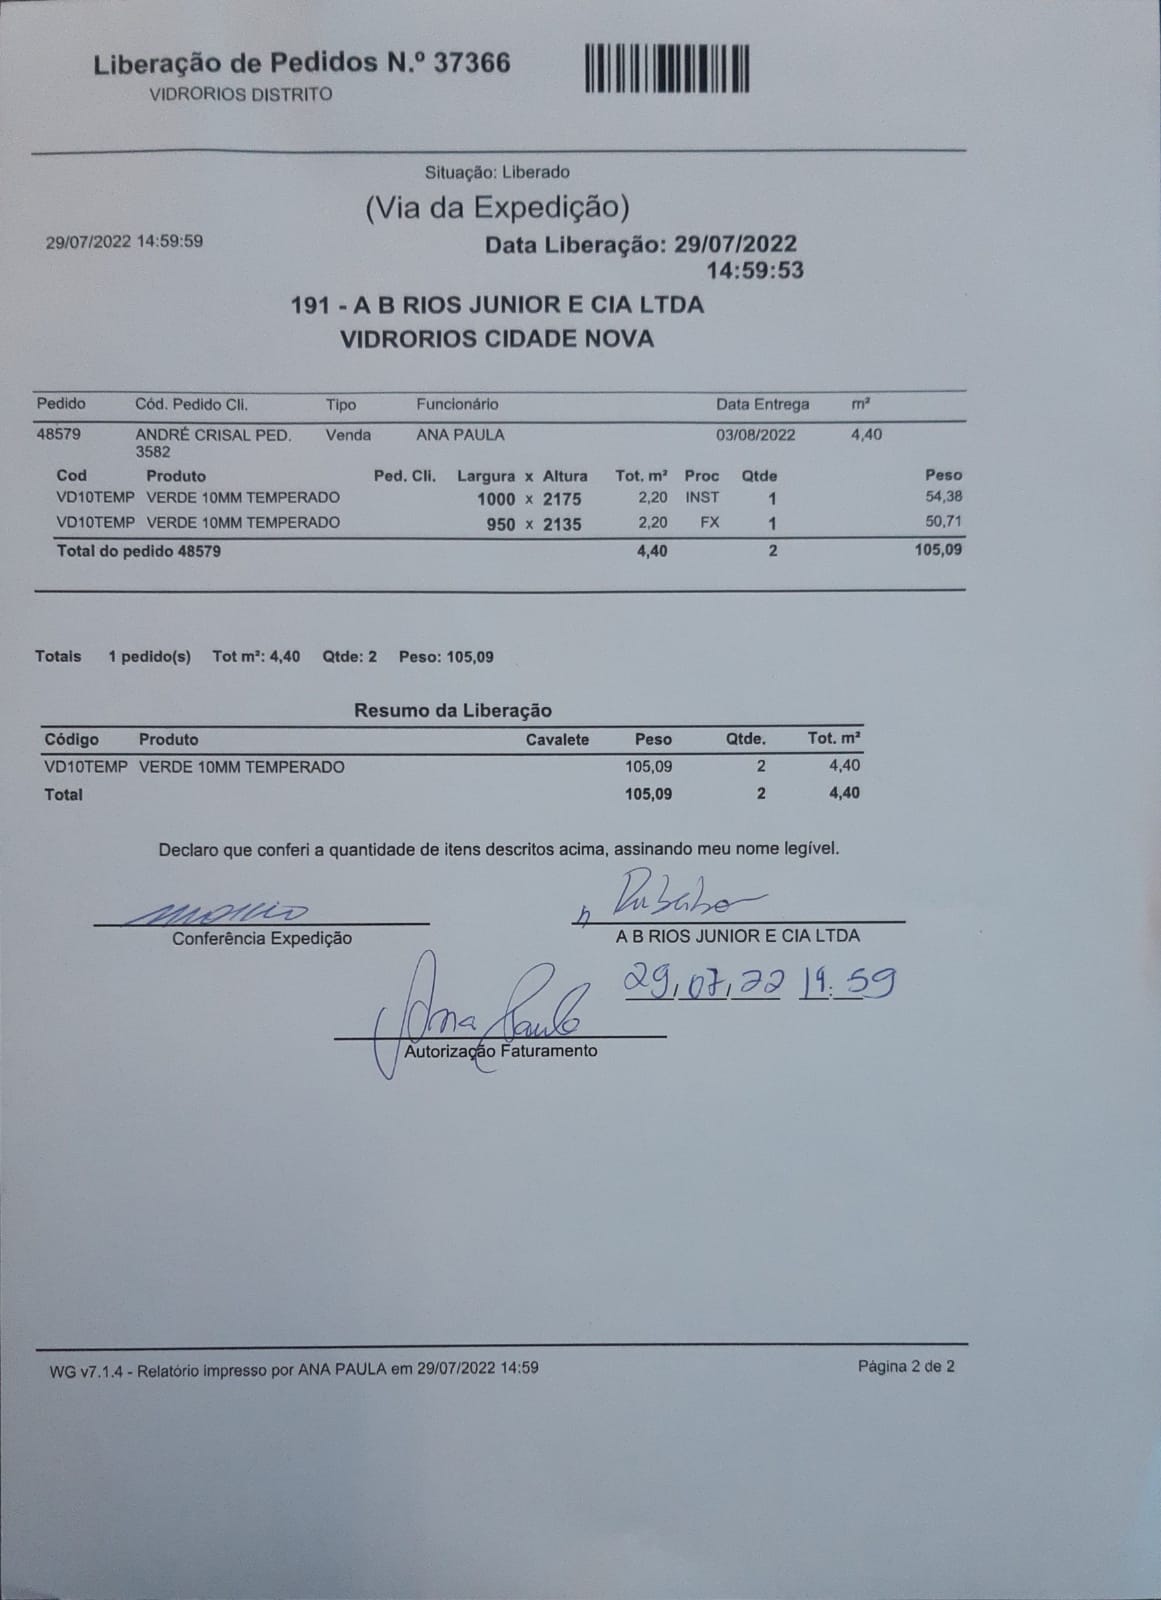 Liberação de Pedidos N.º 37366
VIDRORIOS DISTRITO
Situação: Liberado
(Via da Expedição)
29/07/2022 14:59:59
Data Liberação: 29/07/2022
14:59:53
191 - A B RIOS JUNIOR E CIA LTDA
VIDRORIOS CIDADE NOVA
Pedido Cód. Pedido Cli. Tipo Funcionário Data Entrega m²
48579 ANDRÉ CRISAL PED. Venda ANA PAULA 03/08/2022 4,40
3582
Cod Produto Ped. Cli. Largura x Altura Tot. m² Proc Qtde Peso
VD10TEMP VERDE 10MM TEMPERADO 1000 x 2175 2,20 INST 1 54,38
VD10TEMP VERDE 10MM TEMPERADO 950 x 2135 2,20 FX 1 50,71
Total do pedido 48579 4,40 2 105,09
Totais 1 pedido(s) Tot m²: 4,40 Qtde: 2 Peso: 105,09
Resumo da Liberação
Código Produto Cavalete Peso Qtde. Tot. m²
VD10TEMP VERDE 10MM TEMPERADO 105,09 2 4,40
Total 105,09 2 4,40
Declaro que conferi a quantidade de itens descritos acima, assinando meu nome legível.
Conferência Expedição
A B RIOS JUNIOR E CIA LTDA
29,07,22 14:59
Ana Paula
Autorização Faturamento
WG v7.1.4 - Relatório impresso por ANA PAULA em 29/07/2022 14:59
Página 2 de 2